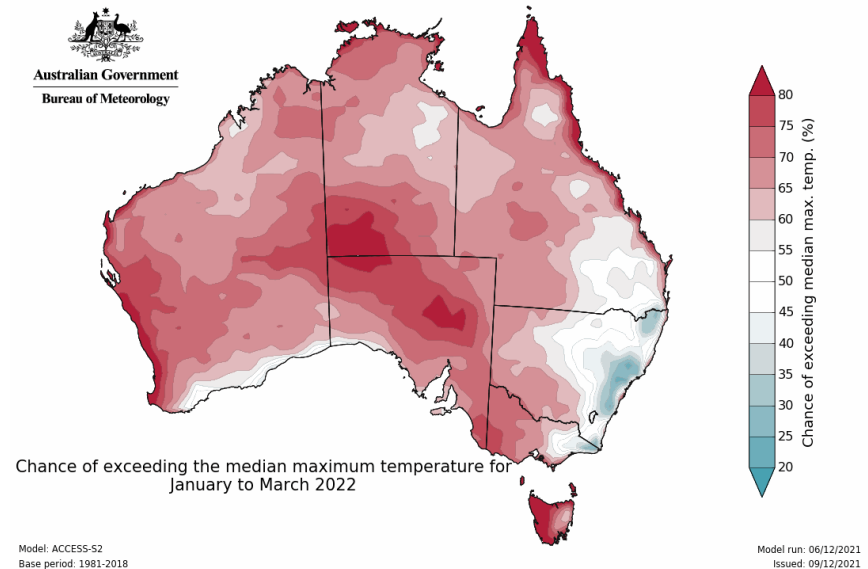 Australian Government
Bureau of Meteorology
80
75
70
65
60
55
50
45
40
35
30
25
20
Chance of exceeding median max. temp. (%)
Chance of exceeding the median maximum temperature for
January to March 2022
Model: ACCESS-S2
Base period: 1981-2018
Model run: 06/12/2021
Issued: 09/12/2021